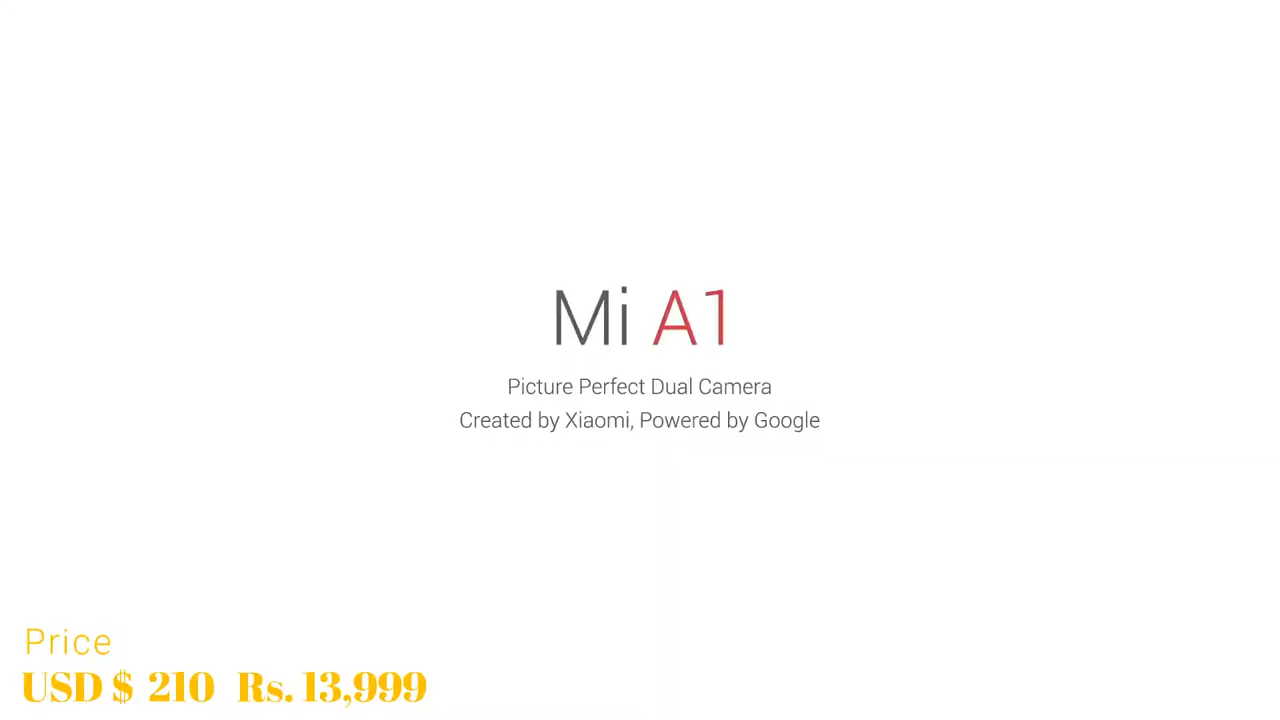 Mi A1
Picture Perfect Dual Camera
Created by Xiaomi, Powered by Google
Price
USD $ 210 Rs. 13,999